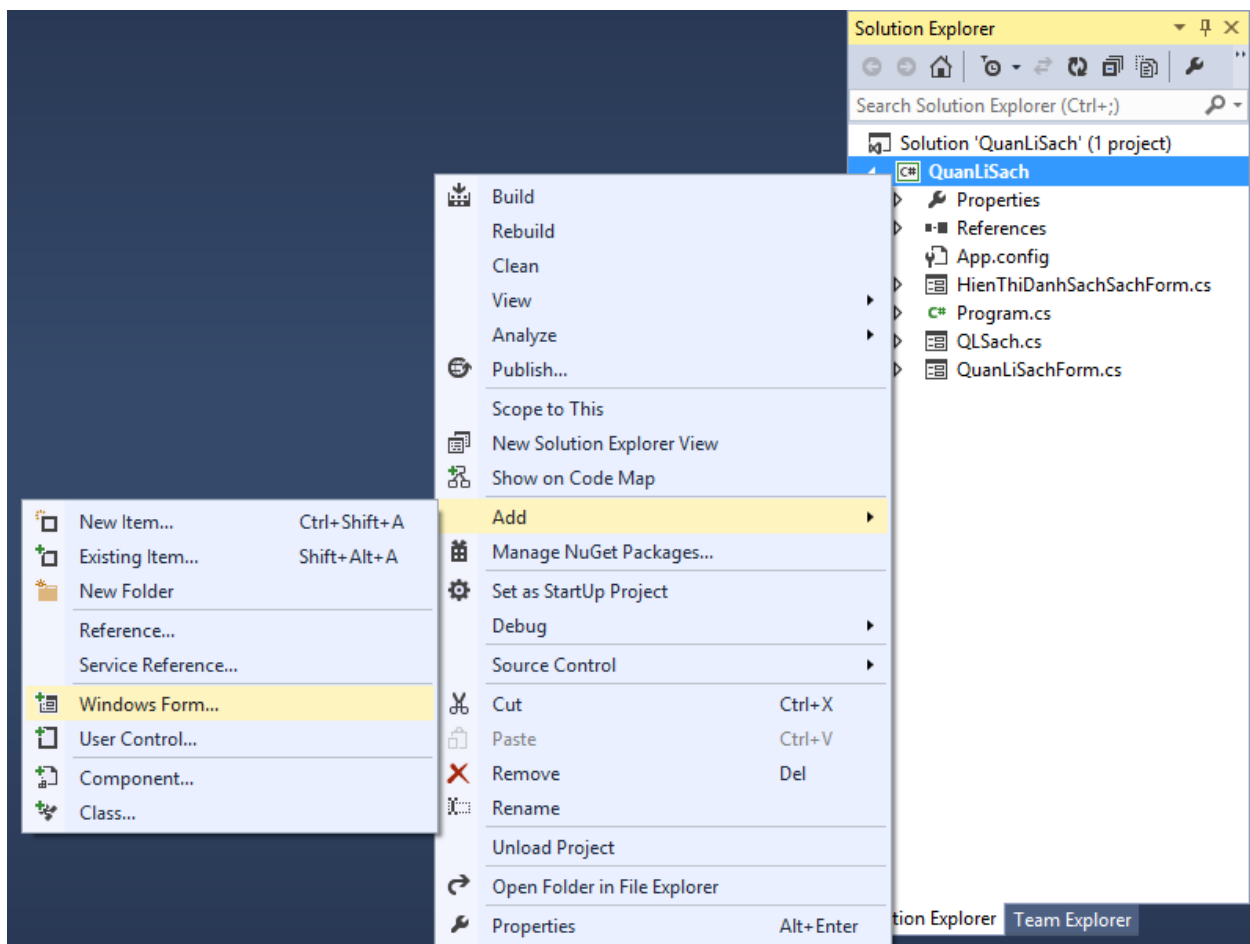 Solution Explorer
Search Solution Explorer (Ctrl+;)
Solution 'QuanLiSach' (1 project)
C# QuanLiSach
Properties
References
App.config
HienThiDanhSachSachForm.cs
C# Program.cs
QLSach.cs
QuanLiSachForm.cs
Build
Rebuild
Clean
View
Analyze
Publish...
Scope to This
New Solution Explorer View
Show on Code Map
Add
Manage NuGet Packages...
Set as StartUp Project
Debug
Source Control
Cut Ctrl+X
Paste Ctrl+V
Remove Del
Rename
Unload Project
Open Folder in File Explorer
Properties Alt+Enter
New Item... Ctrl+Shift+A
Existing Item... Shift+Alt+A
New Folder
Reference...
Service Reference...
Windows Form...
User Control...
Component...
Class...
tion Explorer Team Explorer